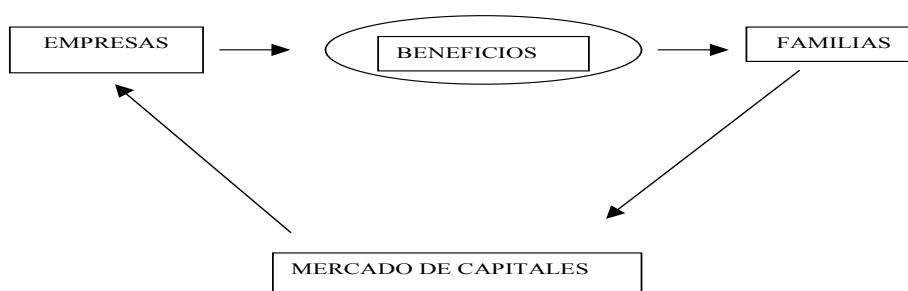 EMPRESAS
BENEFICIOS
FAMILIAS
MERCADO DE CAPITALES